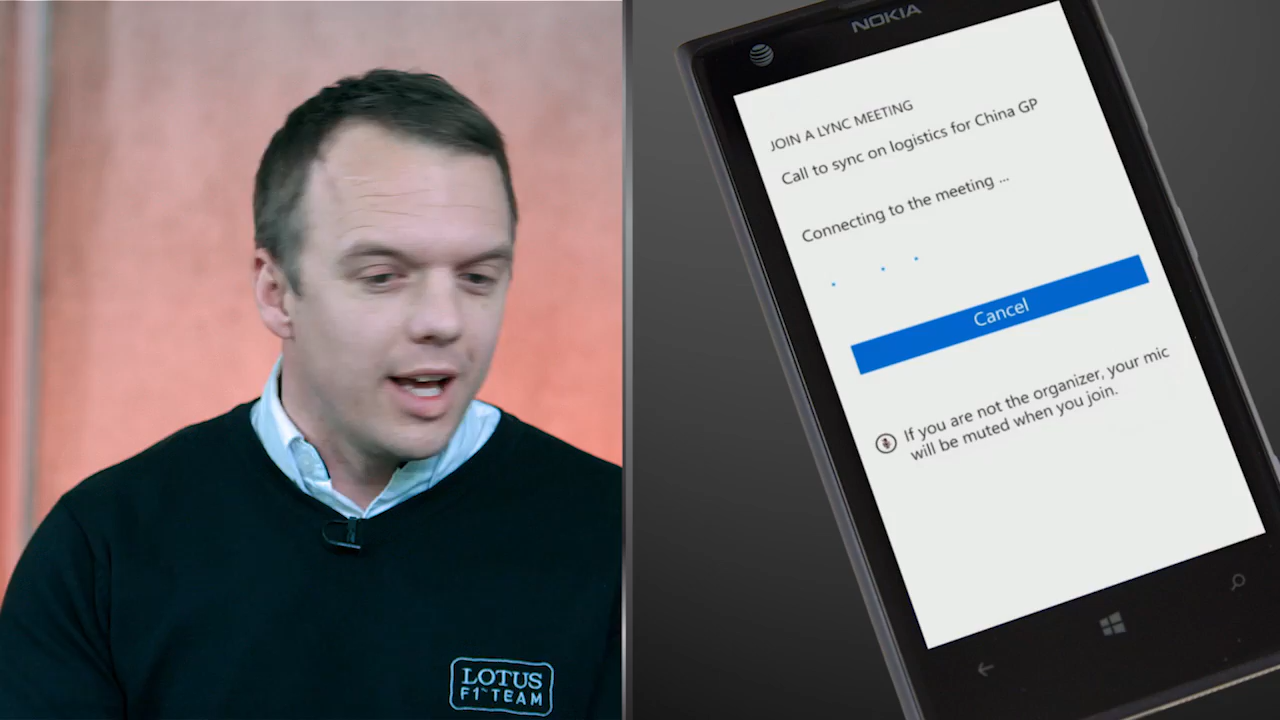 LOTUS
F1 TEAM
NOKIA
JOIN A LYNC MEETING
Call to sync on logistics for China GP
Connecting to the meeting ...
Cancel
If you are not the organizer, your mic
will be muted when you join.